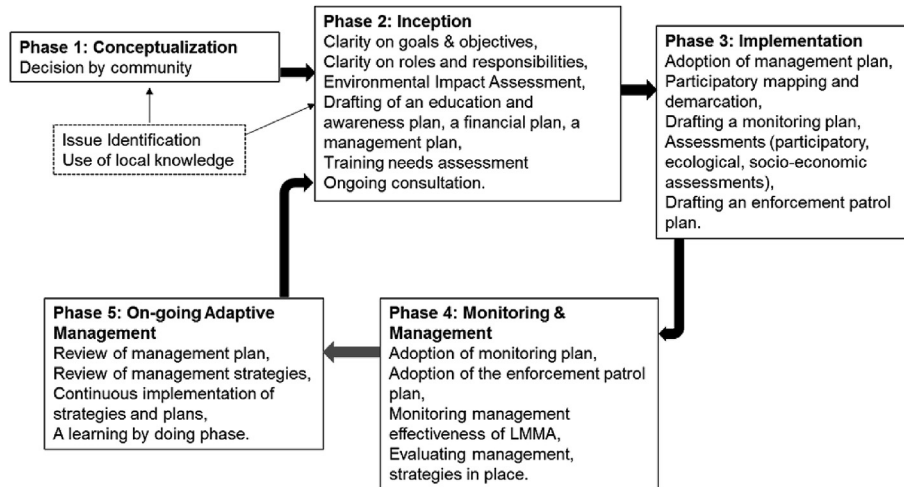 Phase 1: Conceptualization
Decision by community
Issue Identification
Use of local knowledge
Phase 2: Inception
Clarity on goals & objectives,
Clarity on roles and responsibilities,
Environmental Impact Assessment,
Drafting of an education and
awareness plan, a financial plan, a
management plan,
Training needs assessment
Ongoing consultation.
Phase 3: Implementation
Adoption of management plan,
Participatory mapping and
demarcation,
Drafting a monitoring plan,
Assessments (participatory,
ecological, socio-economic
assessments),
Drafting an enforcement patrol
plan.
Phase 4: Monitoring &
Management
Adoption of monitoring plan,
Adoption of the enforcement patrol
plan,
Monitoring management
effectiveness of LMMA,
Evaluating management,
strategies in place.
Phase 5: On-going Adaptive
Management
Review of management plan,
Review of management strategies,
Continuous implementation of
strategies and plans,
A learning by doing phase.